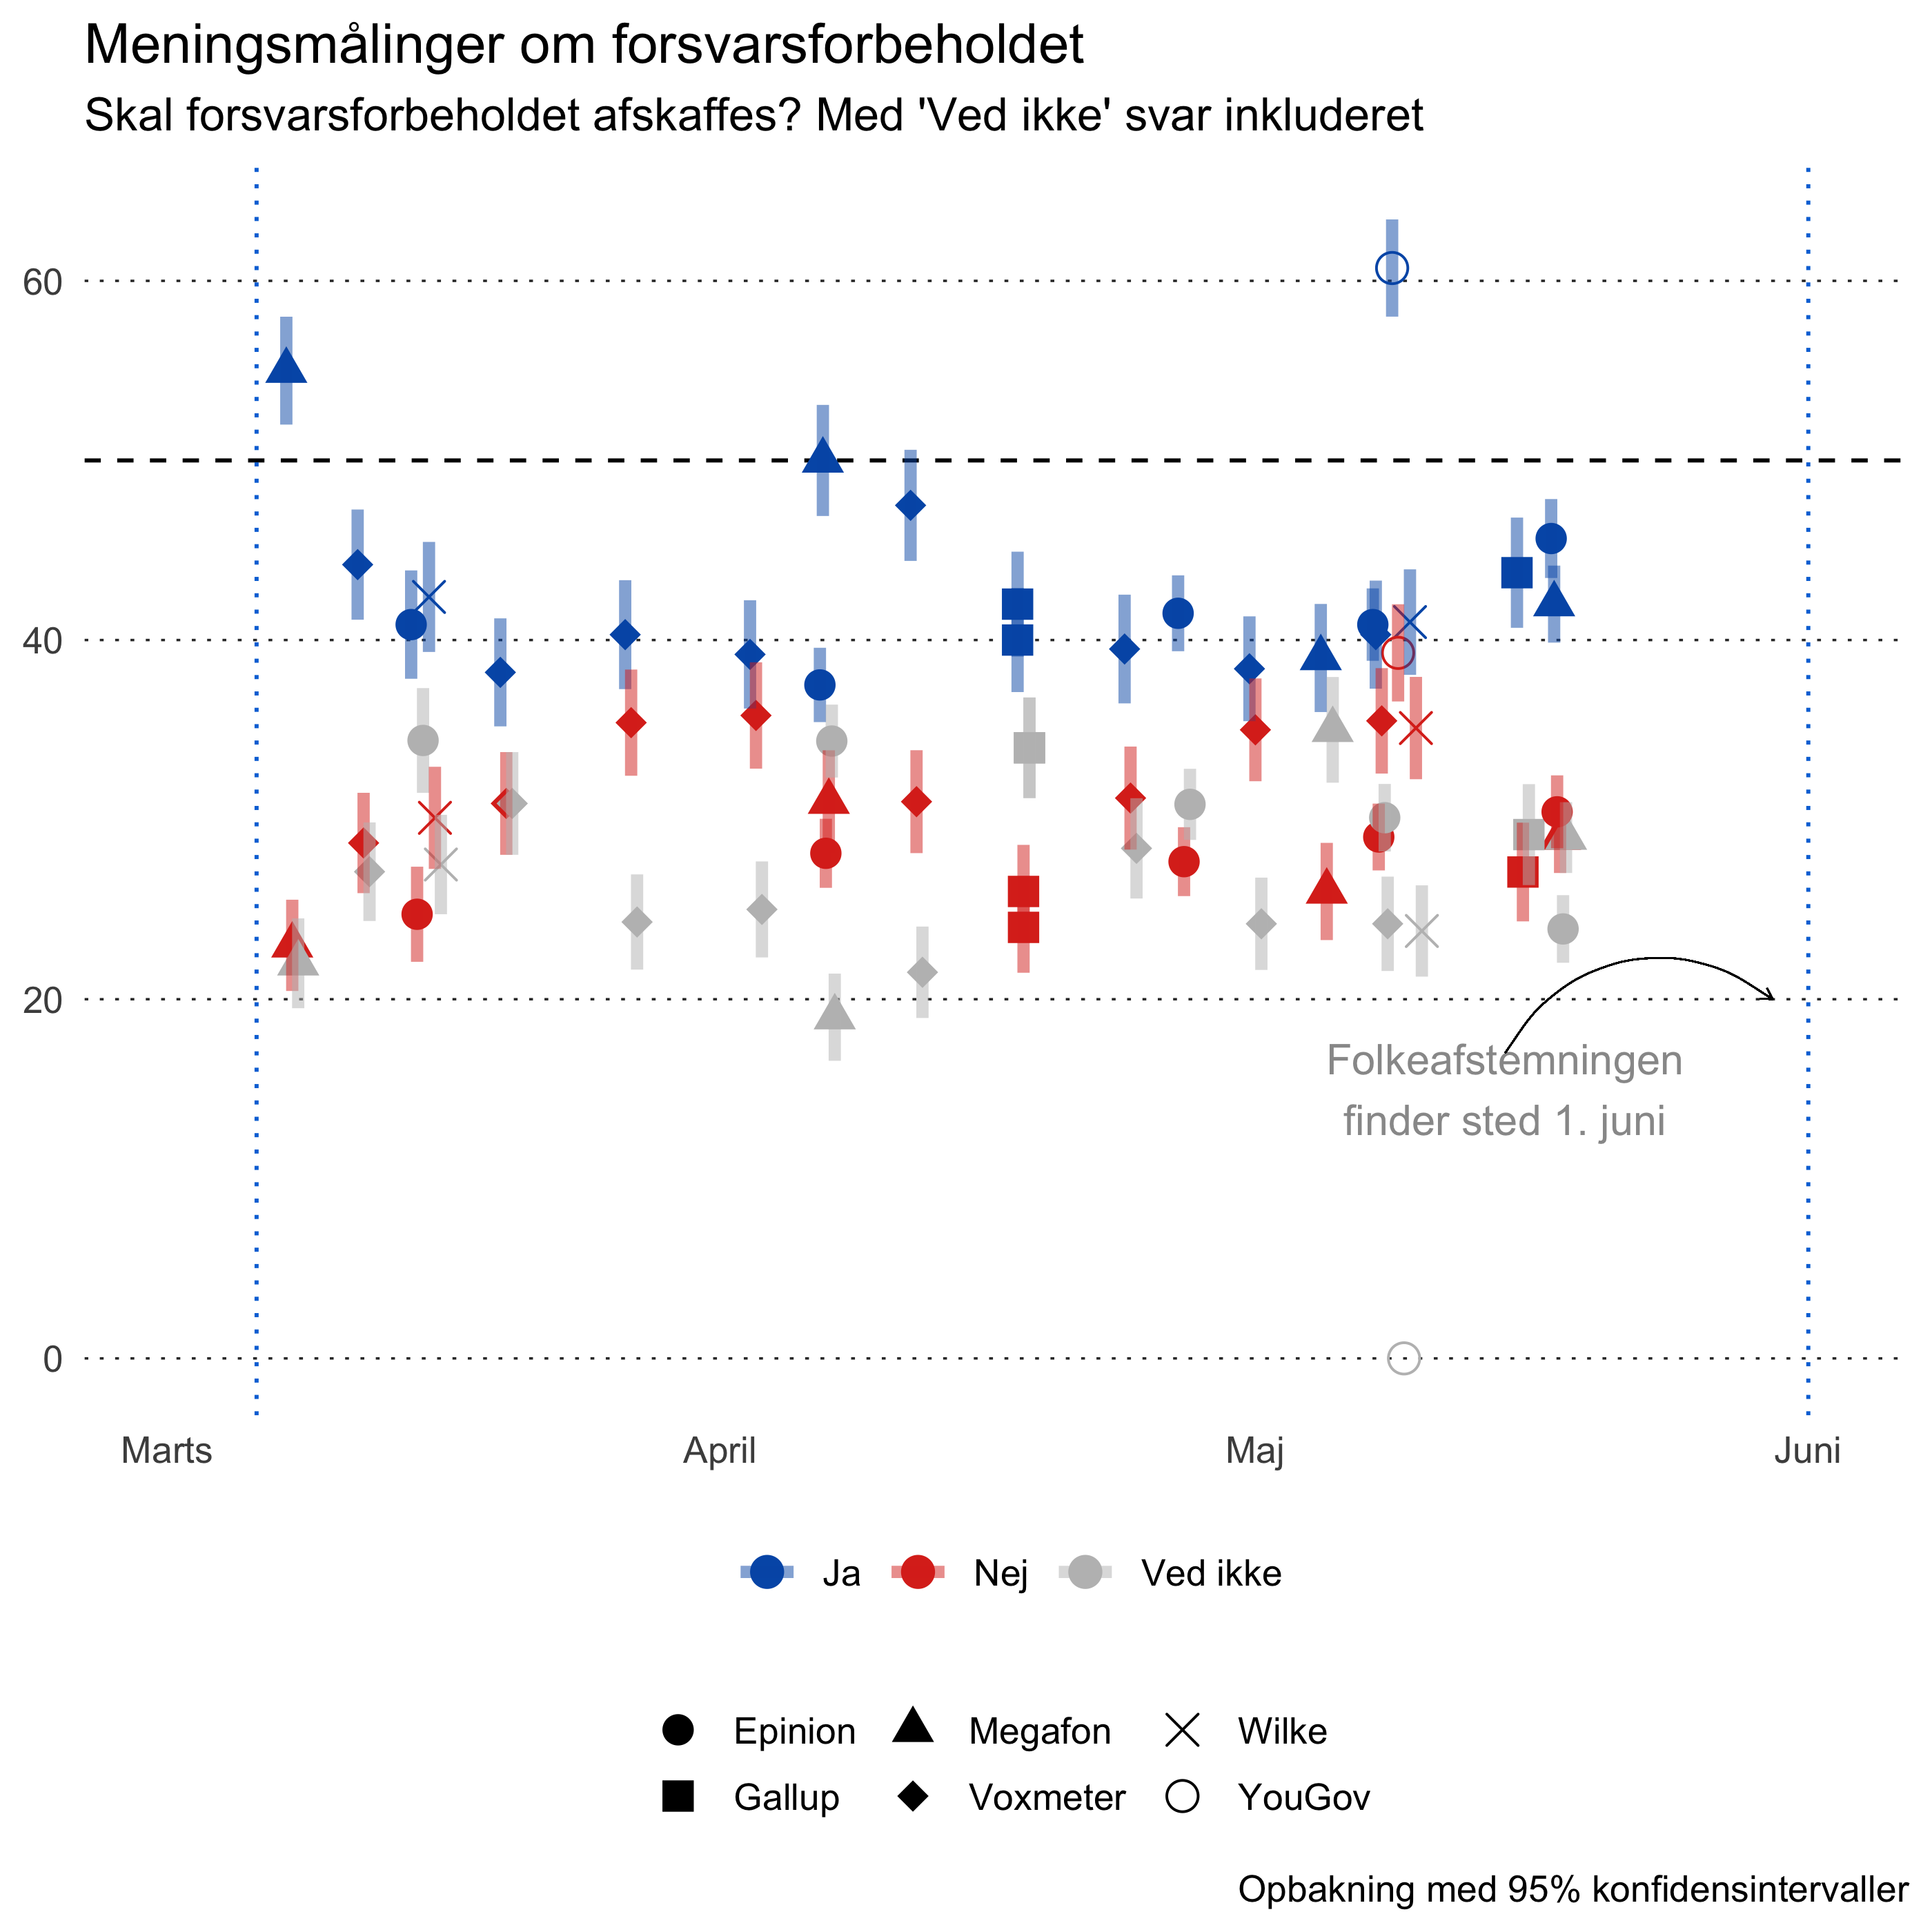 Meningsmålinger om forsvarsforbeholdet
Skal forsvarsforbeholdet afskaffes? Med 'Ved ikke' svar inkluderet
60
40
20
0
Folkeafstemningen
finder sted 1. juni
Marts April Maj Juni
Ja Nej Ved ikke
Epinion Megafon Wilke
Gallup Voxmeter YouGov
Opbakning med 95% konfidensintervaller